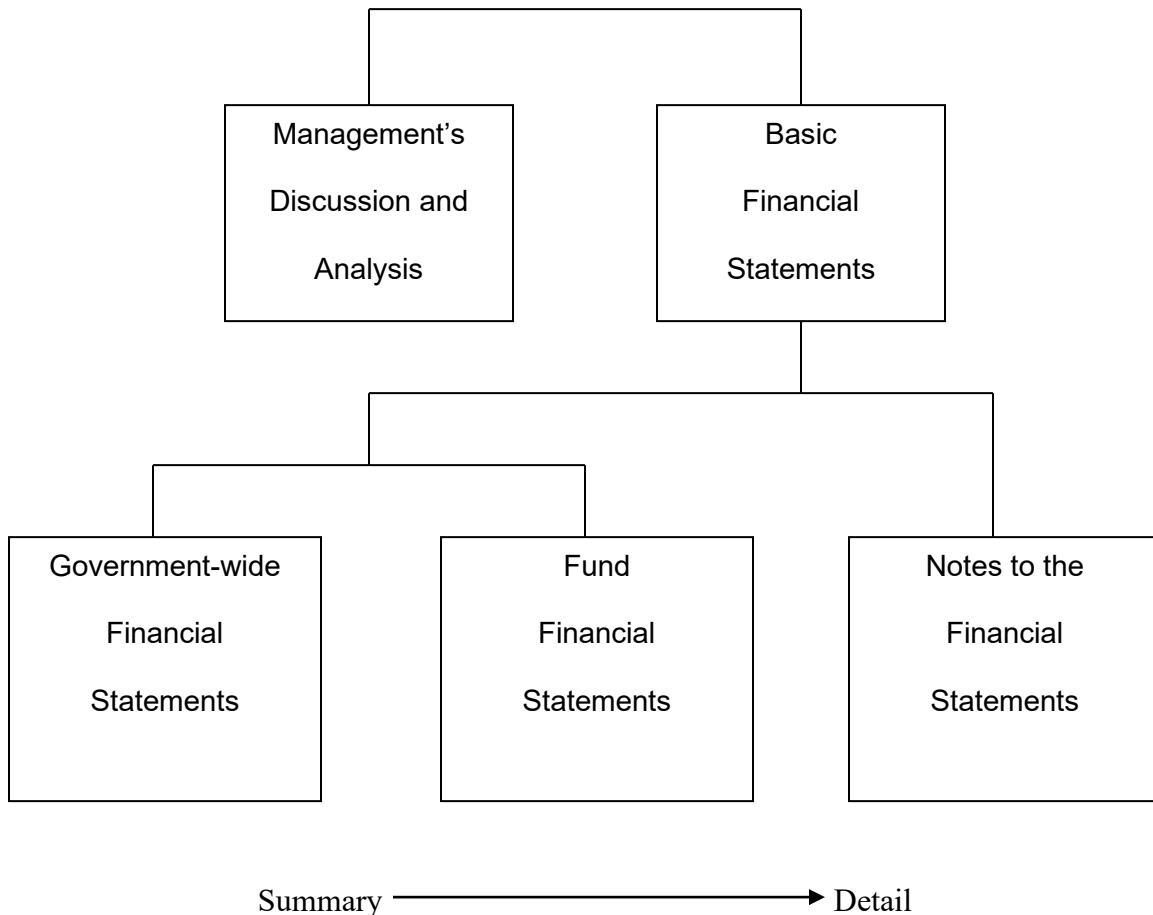 Management’s
Discussion and
Analysis
Basic
Financial
Statements
Government-wide
Financial
Statements
Fund
Financial
Statements
Notes to the
Financial
Statements
Summary
Detail